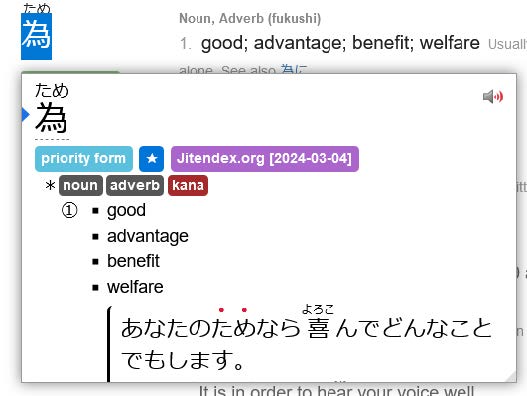 ため
為
Noun, Adverb (fukushi)
1. good; advantage; benefit; welfare Usually
alone, See also 為に
ため
為
priority form ★ Jitendex.org [2024-03-04]
* noun adverb kana
① ▪ good
▪ advantage
▪ benefit
▪ welfare
あなたのためなら喜んでどんなこと
よろこ
でもします。
It is in order to hear your voice well